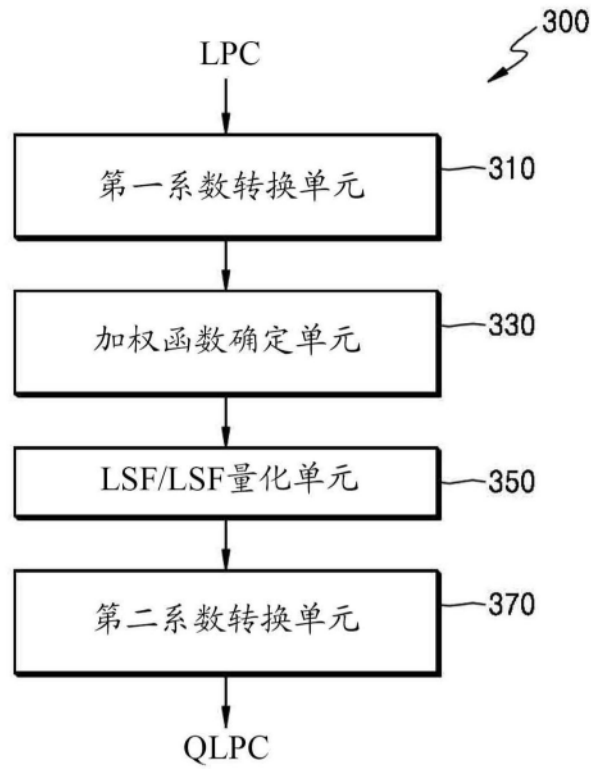 300
LPC
第一系数转换单元
310
加权函数确定单元
330
LSF/LSF量化单元
350
第二系数转换单元
370
QLPC